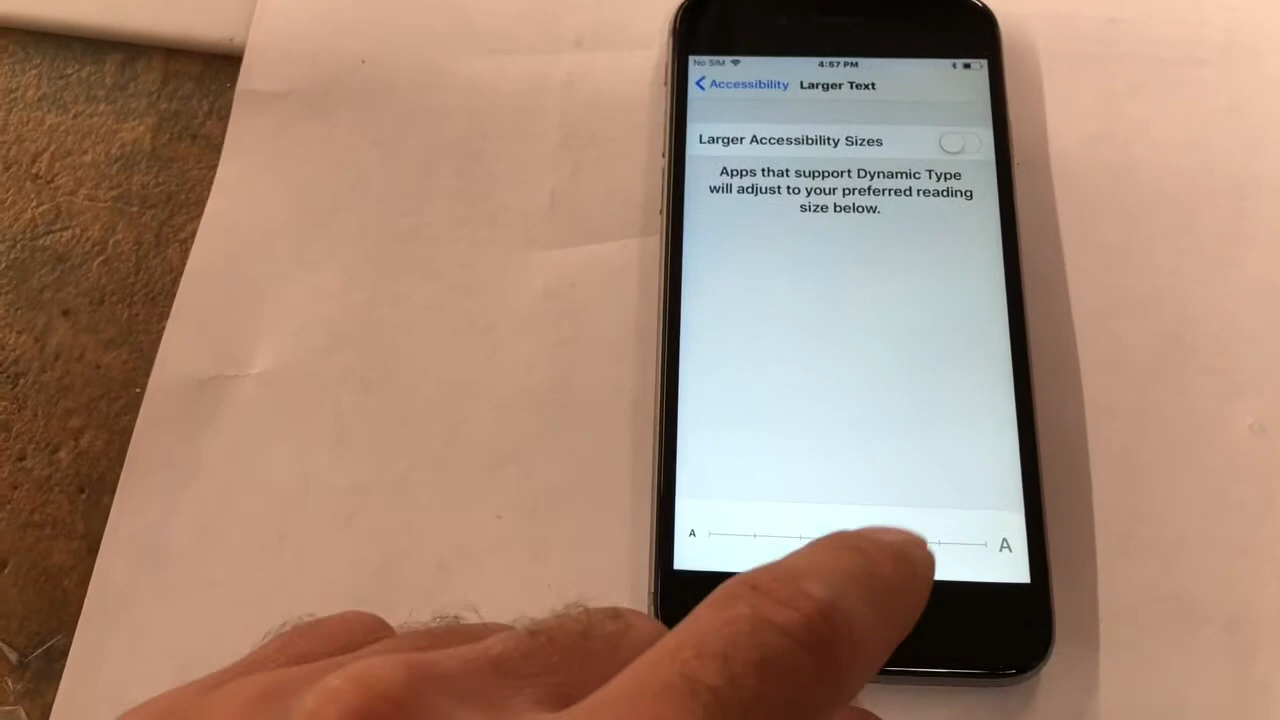 No SIM 4:57 PM
Accessibility Larger Text
Larger Accessibility Sizes
Apps that support Dynamic Type
will adjust to your preferred reading
size below.
A A